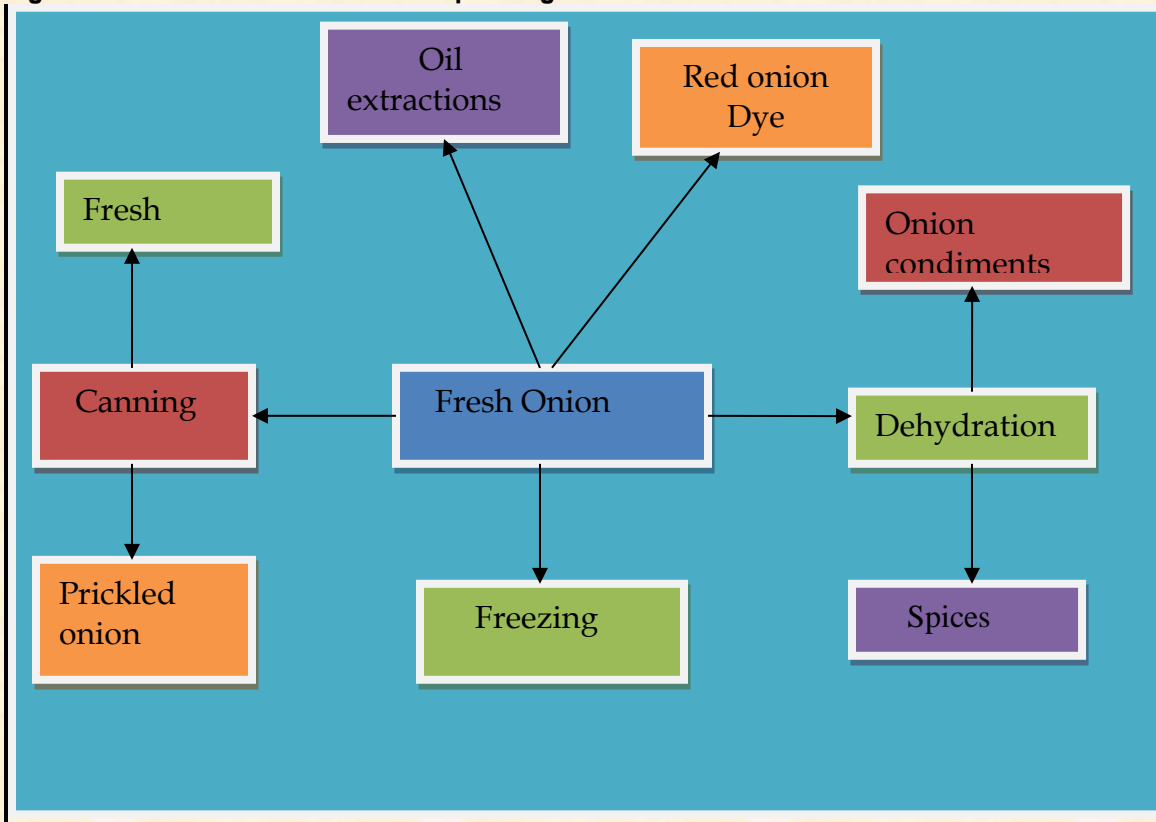 Oil
extractions
Red onion
Dye
Fresh
Onion
condiments
Canning
Fresh Onion
Dehydration
Prickled
onion
Freezing
Spices